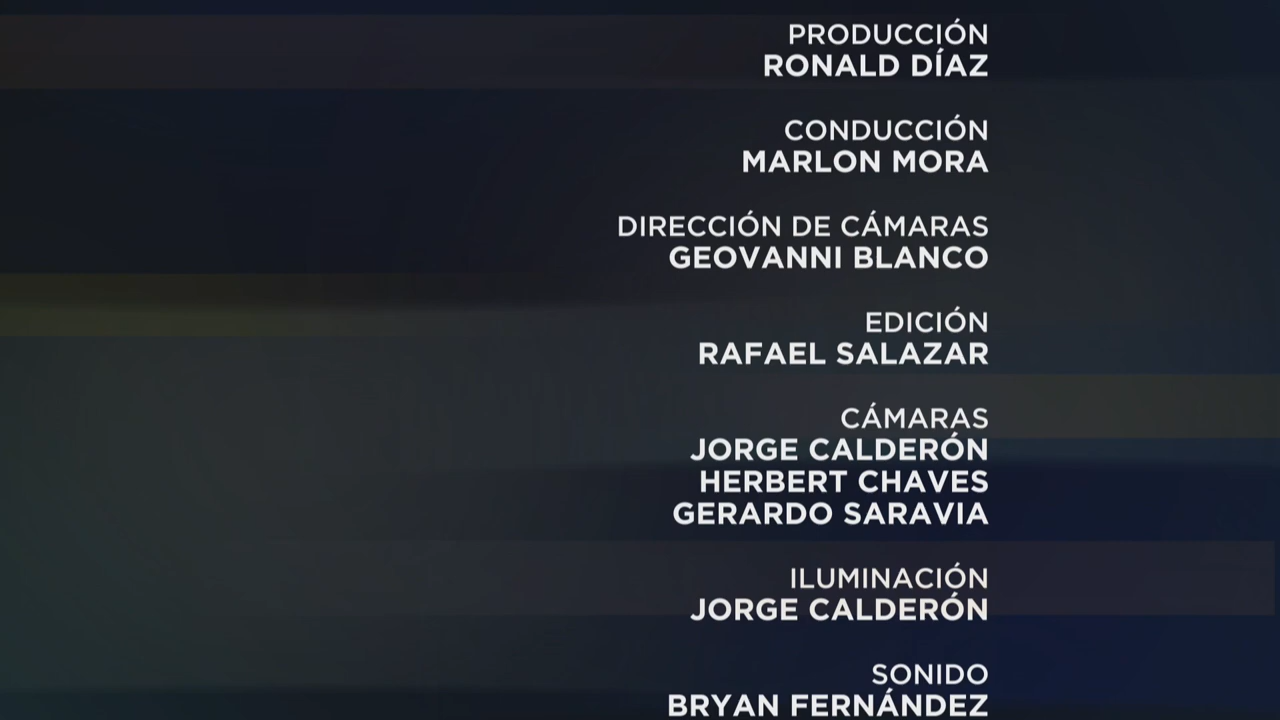 PRODUCCIÓN
RONALD DÍAZ
CONDUCCIÓN
MARLON MORA
DIRECCIÓN DE CÁMARAS
GEOVANNI BLANCO
EDICIÓN
RAFAEL SALAZAR
CÁMARAS
JORGE CALDERÓN
HERBERT CHAVES
GERARDO SARAVIA
ILUMINACIÓN
JORGE CALDERÓN
SONIDO
BRYAN FERNÁNDEZ